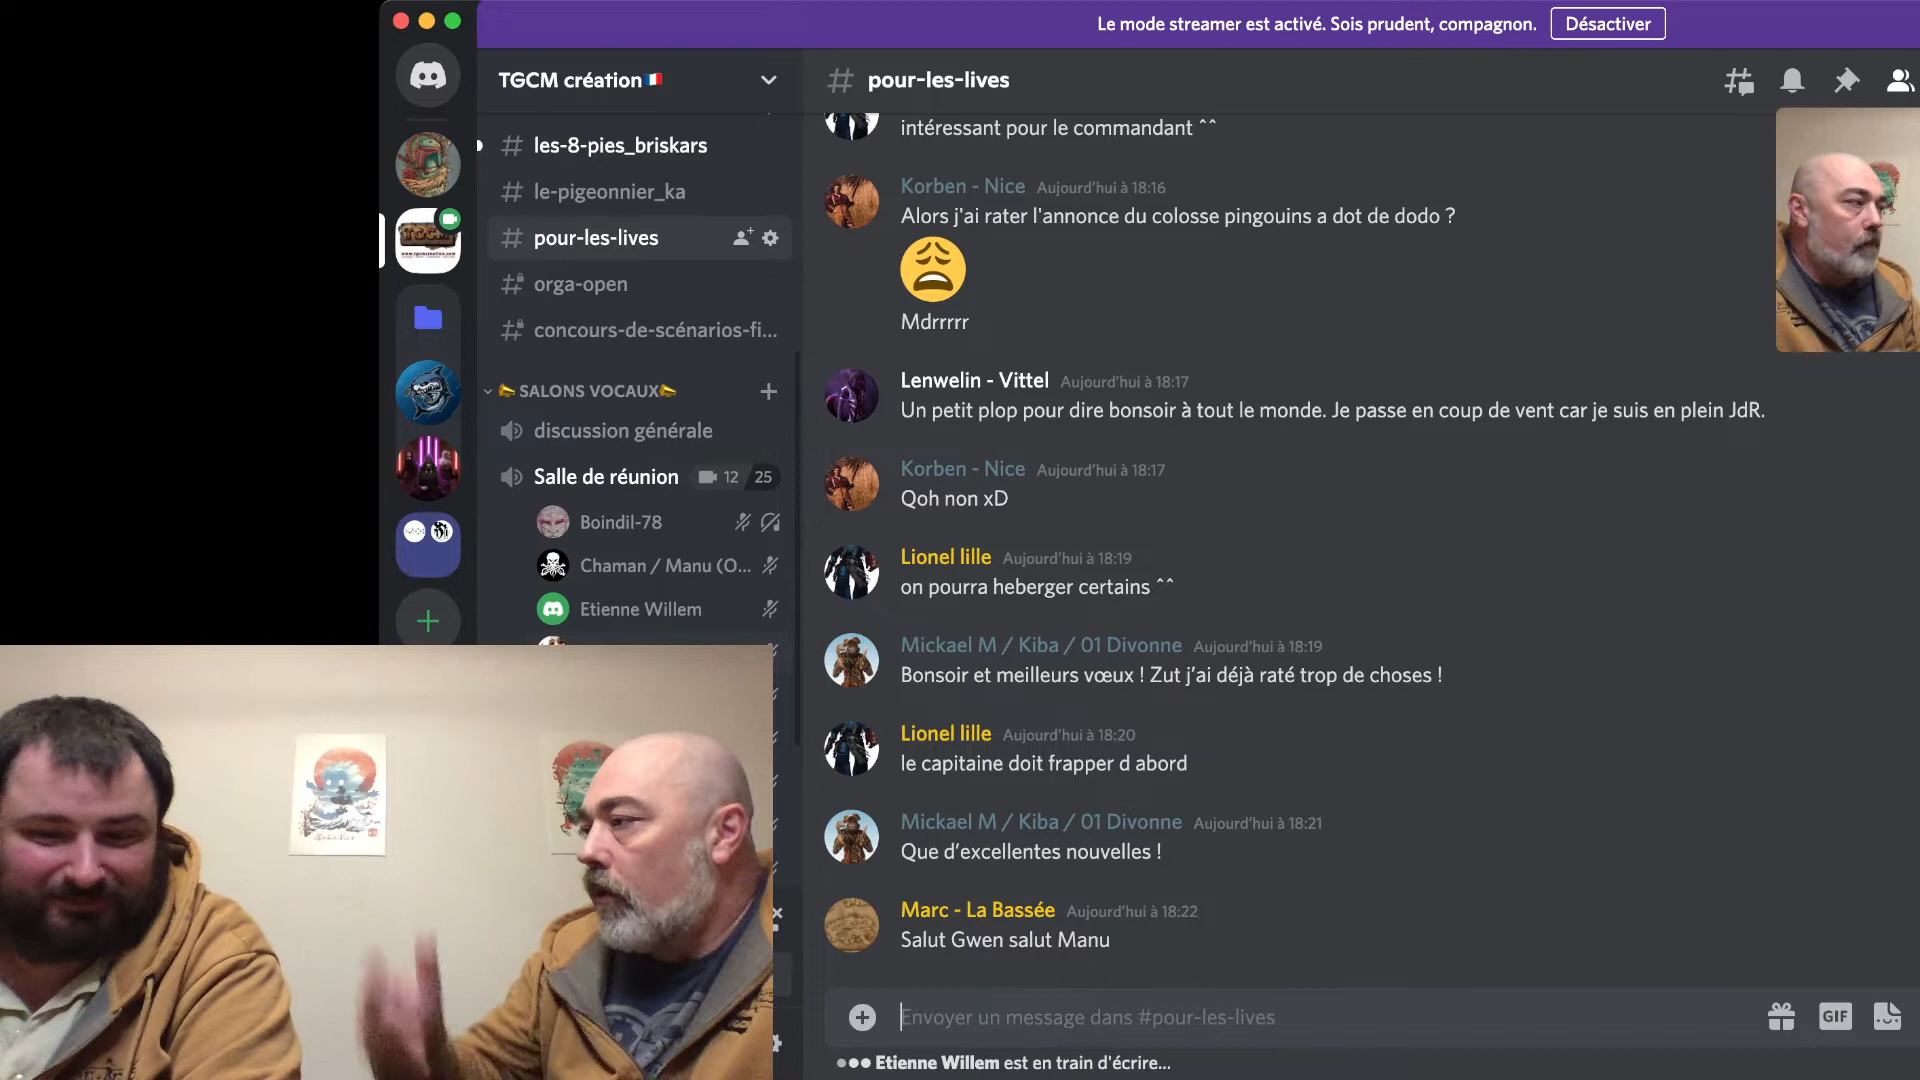 Le mode streamer est activé. Sois prudent, compagnon.
Désactiver
TGCM création🇫🇷
les-8-pies_briskars
le-pigeonnier_ka
pour-les-lives
orga-open
concours-de-scénarios-fi...
SALONS VOCAUX
discussion générale
Salle de réunion 12 25
Boindil-78
Chaman / Manu (O...
Etienne Willem
# pour-les-lives
intéressant pour le commandant ^^
Korben - Nice Aujourd'hui à 18:16
Alors j'ai rater l'annonce du colosse pingouins a dot de dodo ?
Mdrrrrr
Lenwelin - Vittel Aujourd'hui à 18:17
Un petit plop pour dire bonsoir à tout le monde. Je passe en coup de vent car je suis en plein JdR.
Korben - Nice Aujourd'hui à 18:17
Qoh non xD
Lionel lille Aujourd'hui à 18:19
on pourra heberger certains ^^
Mickael M / Kiba / 01 Divonne Aujourd'hui à 18:19
Bonsoir et meilleurs vœux ! Zut j’ai déjà raté trop de choses !
Lionel lille Aujourd'hui à 18:20
le capitaine doit frapper d abord
Mickael M / Kiba / 01 Divonne Aujourd'hui à 18:21
Que d’excellentes nouvelles !
Marc - La Bassée Aujourd'hui à 18:22
Salut Gwen salut Manu
Envoyer un message dans #pour-les-lives
GIF
Etienne Willem est en train d'écrire...